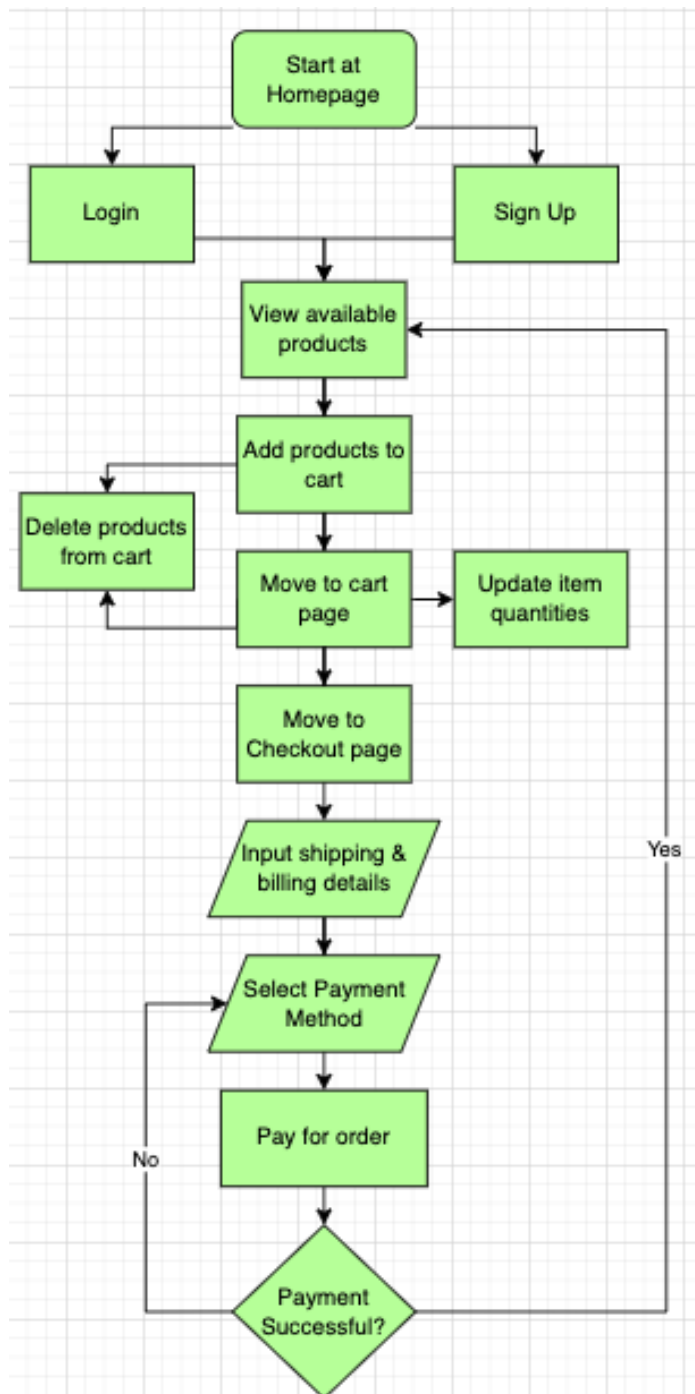 Start at
Homepage
Login
Sign Up
View available
products
Add products to
cart
Delete products
from cart
Move to cart
page
Update item
quantities
Move to
Checkout page
Input shipping &
billing details
Yes
Select Payment
Method
Pay for order
No
Payment
Successful?